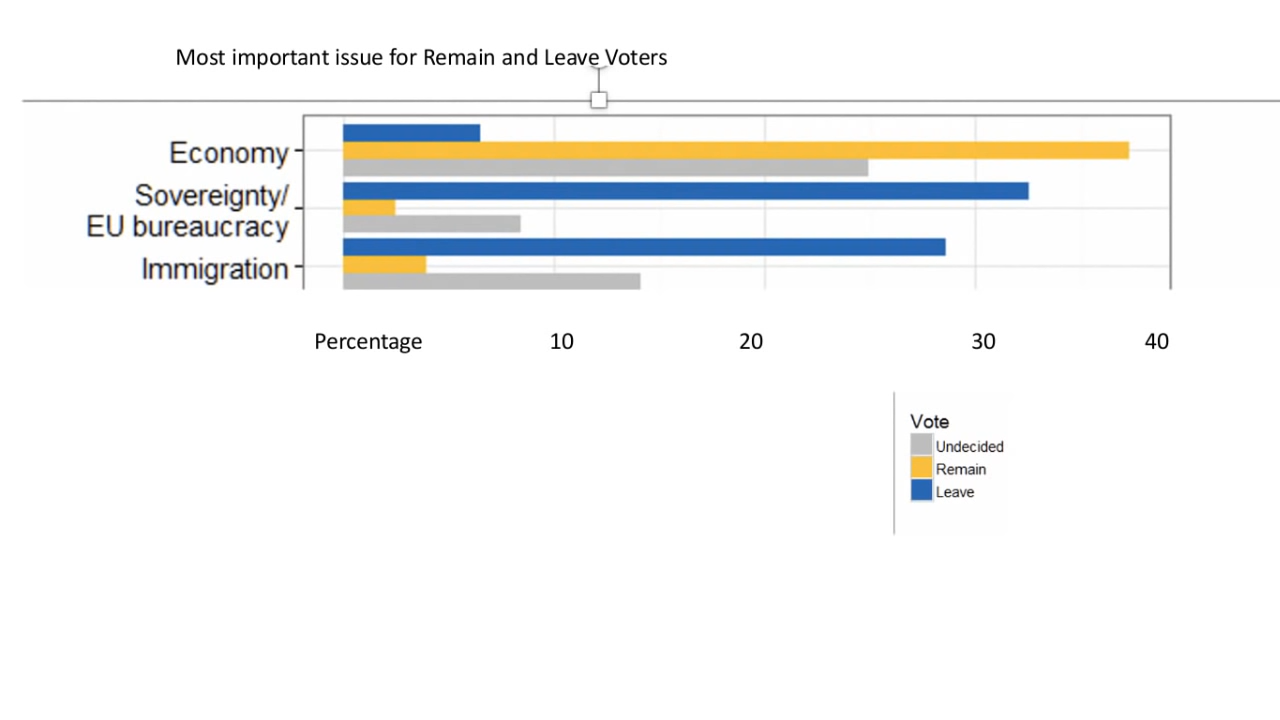 Most important issue for Remain and Leave Voters
Economy
Sovereignty/
EU bureaucracy
Immigration
Percentage 10 20 30 40
Vote
Undecided
Remain
Leave